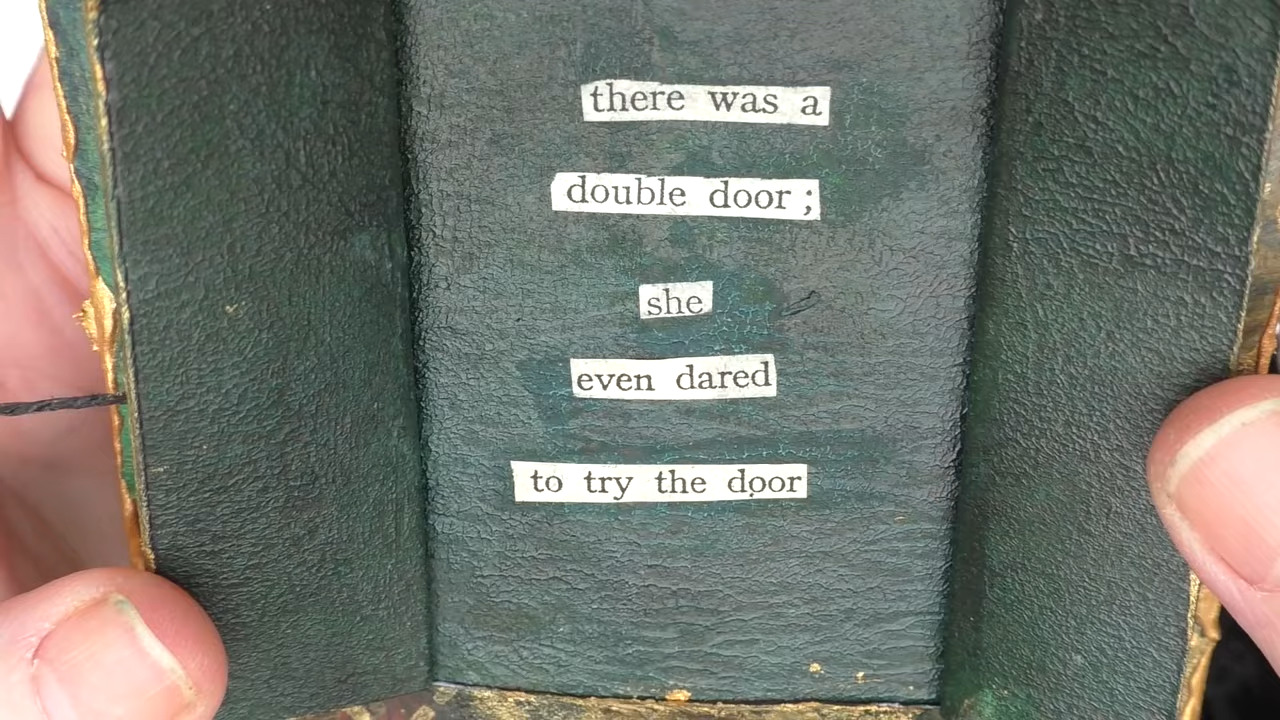 there was a
double door ;
she
even dared
to try the door